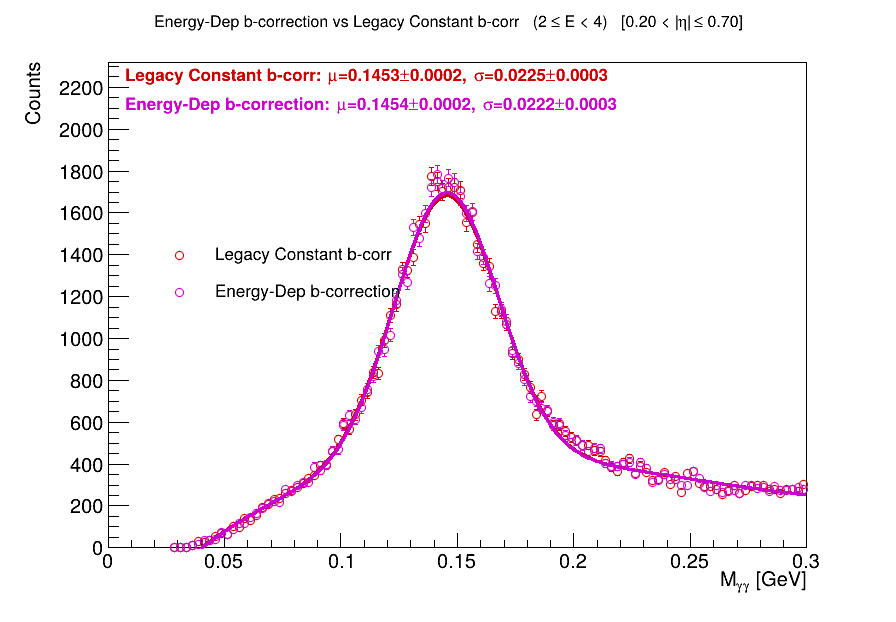 Energy-Dep b-correction vs Legacy Constant b-corr (2 ≤ E < 4) [0.20 < |η| ≤ 0.70]
Counts
Legacy Constant b-corr: μ=0.1453±0.0002, σ=0.0225±0.0003
Energy-Dep b-correction: μ=0.1454±0.0002, σ=0.0222±0.0003
2200
2000
1800
1600
1400
1200
1000
800
600
400
200
0
Legacy Constant b-corr
Energy-Dep b-correction
0 0.05 0.1 0.15 0.2 0.25 0.3
M_γγ [GeV]